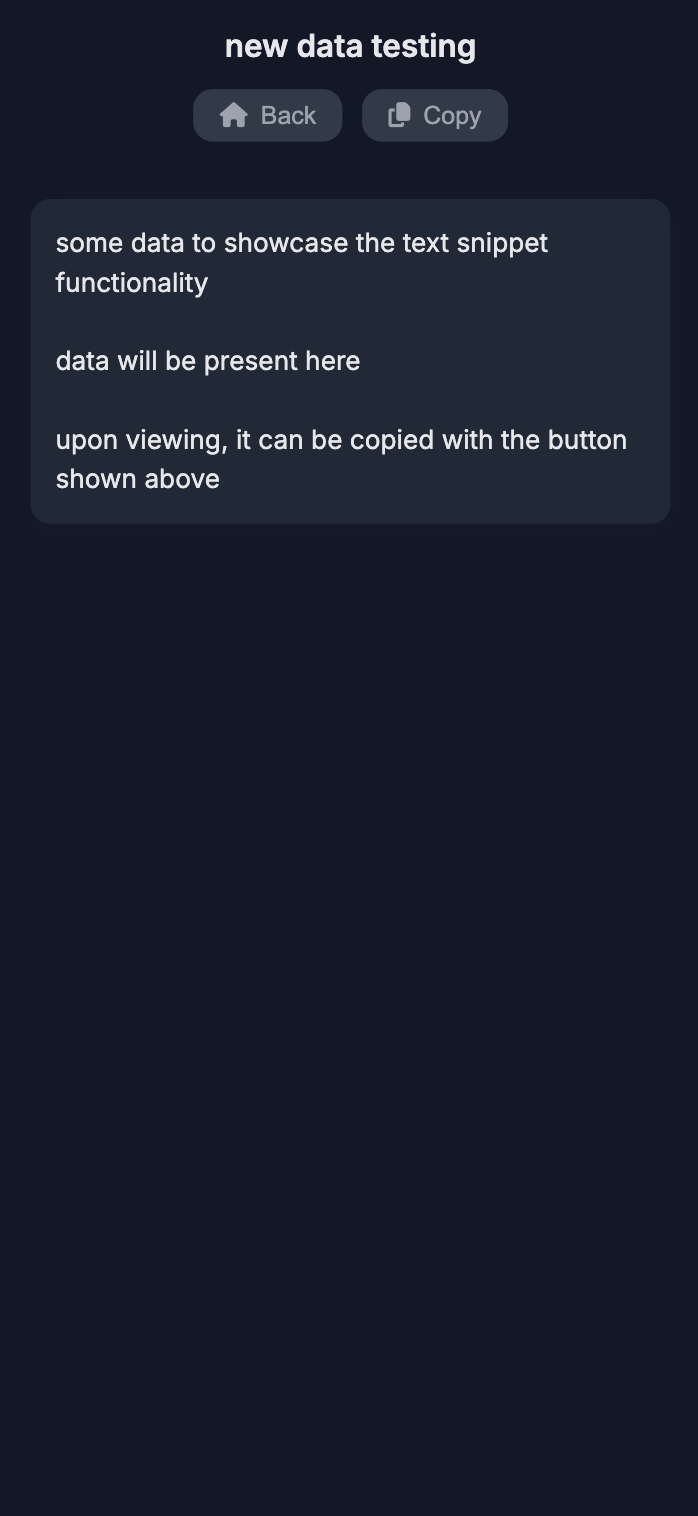 new data testing
Back
Copy
some data to showcase the text snippet
functionality
data will be present here
upon viewing, it can be copied with the button
shown above